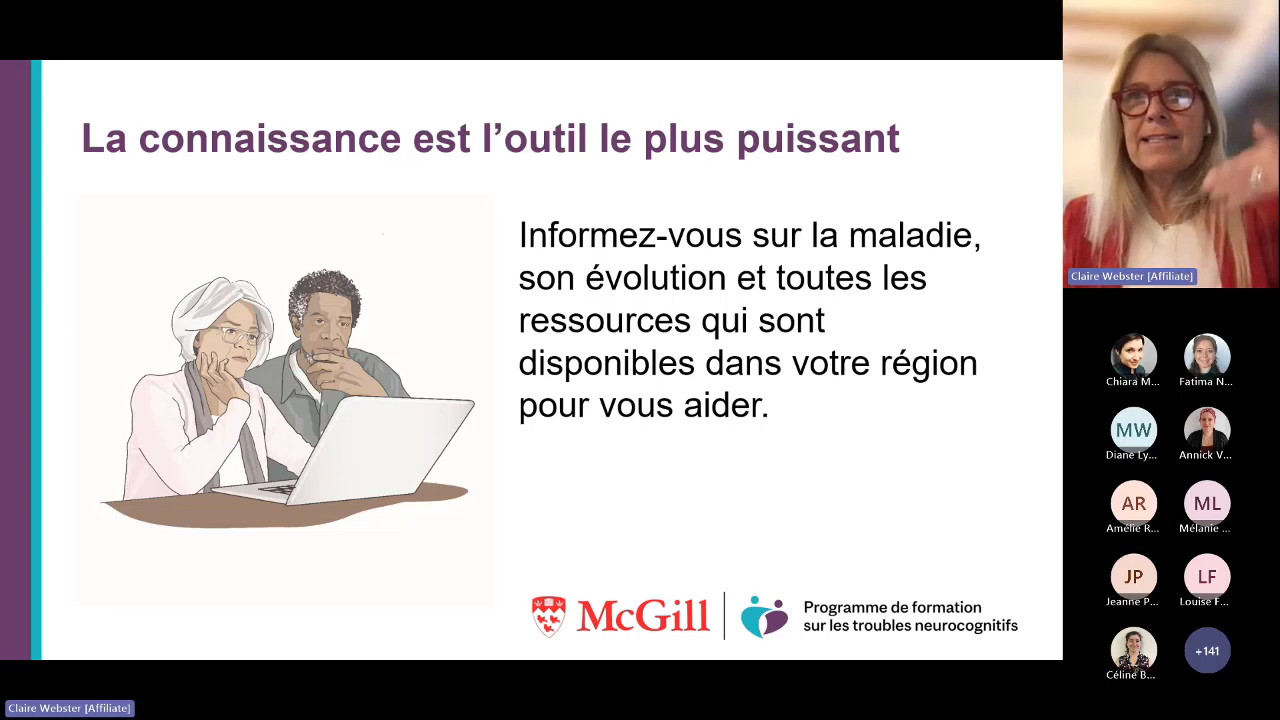 La connaissance est l’outil le plus puissant
Informez-vous sur la maladie,
son évolution et toutes les
ressources qui sont
disponibles dans votre région
pour vous aider.
McGill
Programme de formation
sur les troubles neurocognitifs
Claire Webster [Affiliate]
Chiara M...
Fatima N...
MW
Diane Ly...
Annick V...
AR
Amélie R...
ML
Mélanie ...
JP
Jeanne P...
LF
Louise F...
Céline B...
+141
Claire Webster [Affiliate]